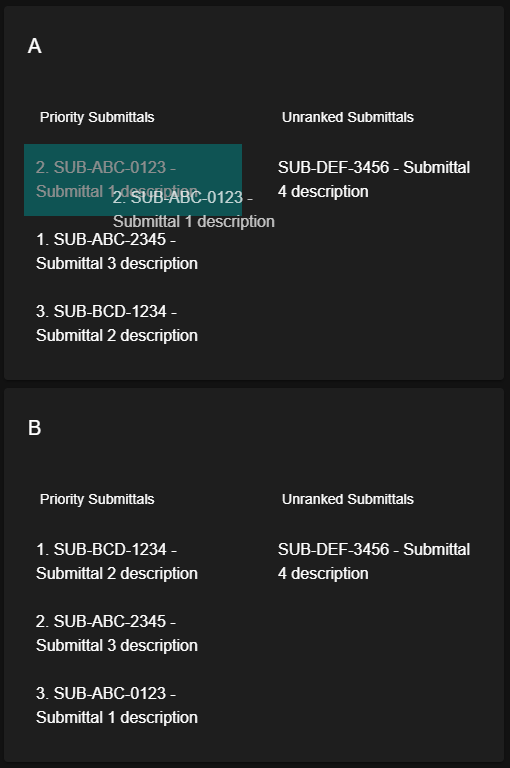 A
Priority Submittals
Unranked Submittals
2. SUB-ABC-0123 -
Submittal 1 description
2. SUB-ABC-0123 -
Submittal 1 description
1. SUB-ABC-2345 -
Submittal 3 description
3. SUB-BCD-1234 -
Submittal 2 description
SUB-DEF-3456 - Submittal
4 description
B
Priority Submittals
Unranked Submittals
1. SUB-BCD-1234 -
Submittal 2 description
2. SUB-ABC-2345 -
Submittal 3 description
3. SUB-ABC-0123 -
Submittal 1 description
SUB-DEF-3456 - Submittal
4 description